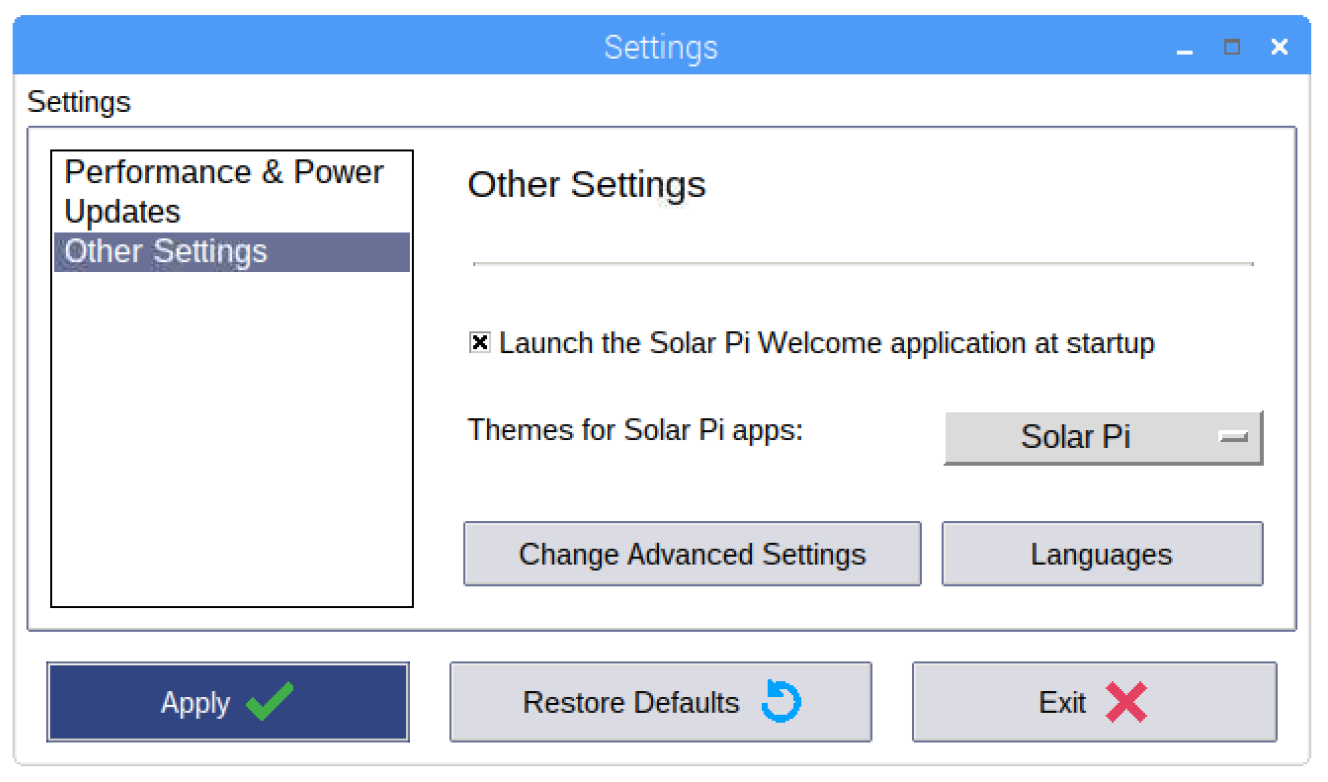 Settings
Settings
Performance & Power
Updates
Other Settings
Other Settings
Launch the Solar Pi Welcome application at startup
Themes for Solar Pi apps:
Solar Pi
Change Advanced Settings
Languages
Apply
Restore Defaults
Exit